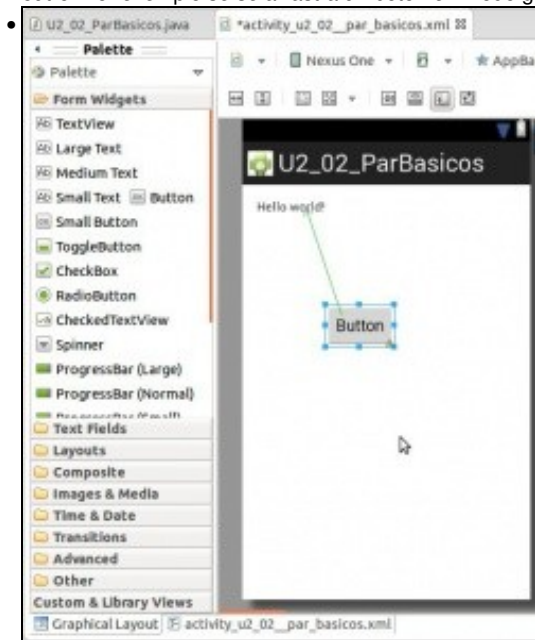 U2_02_ParBasicos.java
*activity_u2_02__par_basicos.xml
Palette
Palette
Nexus One
AppBa
Form Widgets
TextView
Large Text
Medium Text
Small Text Button
Small Button
ToggleButton
CheckBox
RadioButton
CheckedTextView
Spinner
ProgressBar (Large)
ProgressBar (Normal)
Text Fields
Layouts
Composite
Images & Media
Time & Date
Transitions
Advanced
Other
Custom & Library Views
Graphical Layout
activity_u2_02__par_basicos.xml
U2_02_ParBasicos
Hello world!
Button